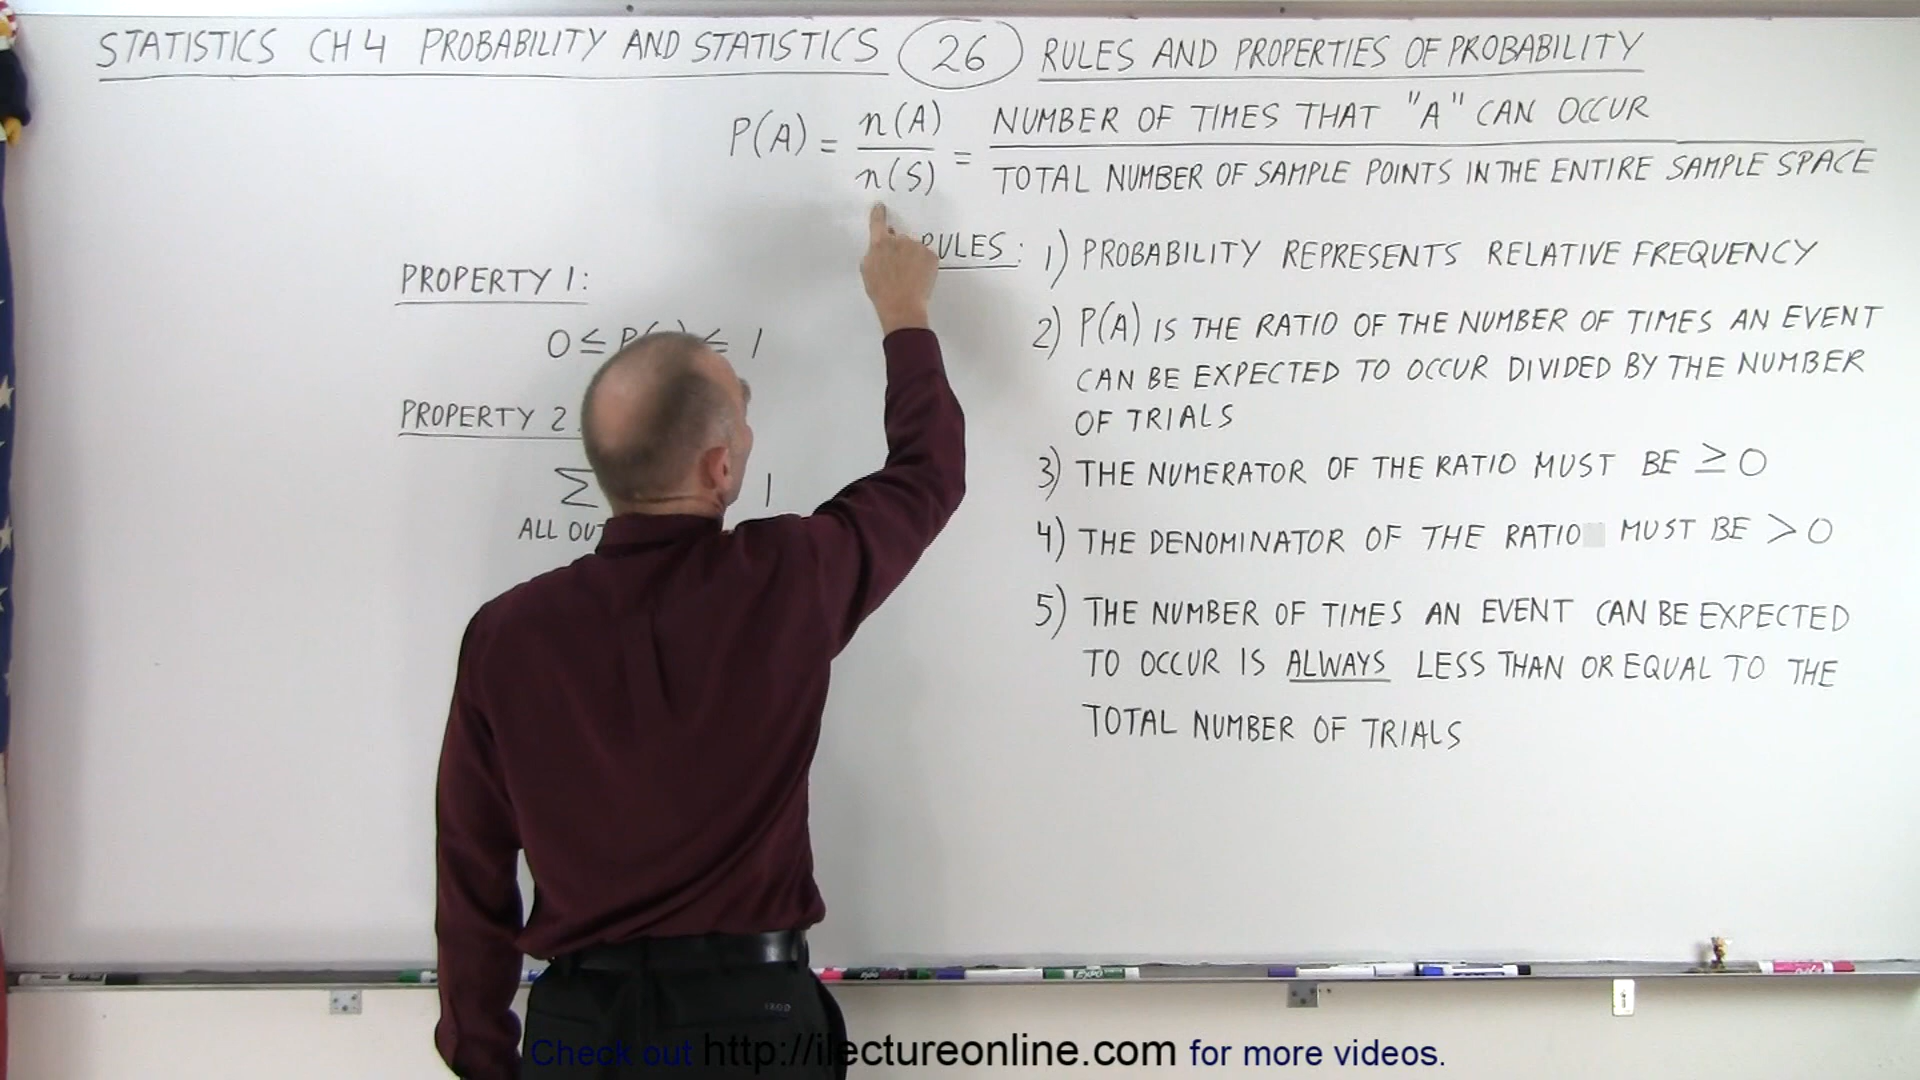 STATISTICS CH 4 PROBABILITY AND STATISTICS 26 RULES AND PROPERTIES OF PROBABILITY
P(A) = n(A) / n(S) = NUMBER OF TIMES THAT "A" CAN OCCUR / TOTAL NUMBER OF SAMPLE POINTS IN THE ENTIRE SAMPLE SPACE
PROPERTY 1:
0 ≤ P( ) ≤ 1
PROPERTY 2
Σ 1
ALL
RULES: 1) PROBABILITY REPRESENTS RELATIVE FREQUENCY
2) P(A) IS THE RATIO OF THE NUMBER OF TIMES AN EVENT
CAN BE EXPECTED TO OCCUR DIVIDED BY THE NUMBER
OF TRIALS
3) THE NUMERATOR OF THE RATIO MUST BE ≥ 0
4) THE DENOMINATOR OF THE RATIO MUST BE > 0
5) THE NUMBER OF TIMES AN EVENT CAN BE EXPECTED
TO OCCUR IS ALWAYS LESS THAN OR EQUAL TO THE
TOTAL NUMBER OF TRIALS
IZOD
Check out http://ilectureonline.com for more videos.